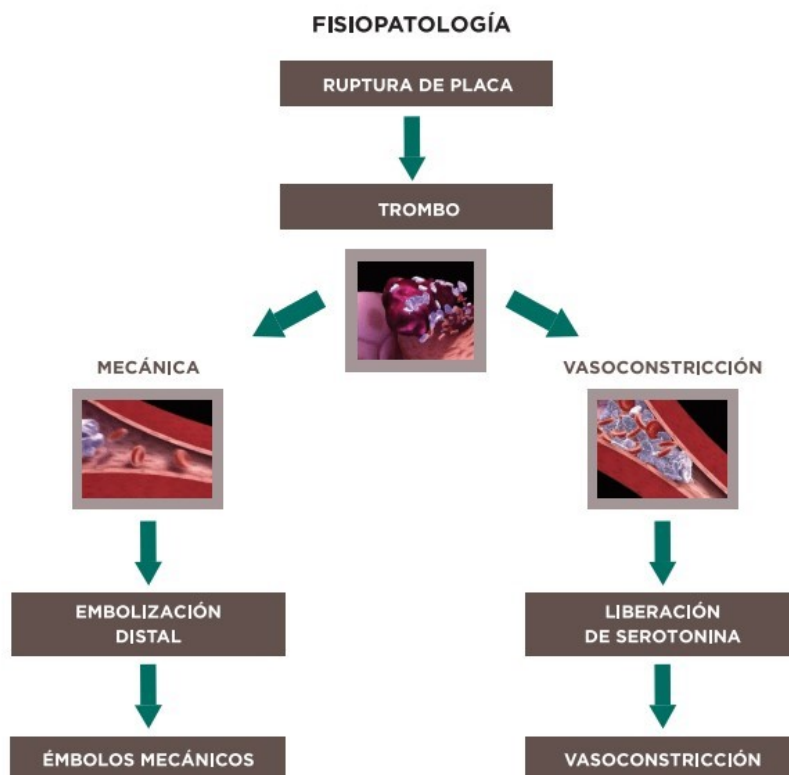 FISIOPATOLOGÍA
RUPTURA DE PLACA
TROMBO
MECÁNICA
VASOCONSTRICCIÓN
EMBOLIZACIÓN
DISTAL
LIBERACIÓN
DE SEROTONINA
ÉMBOLOS MECÁNICOS
VASOCONSTRICCIÓN